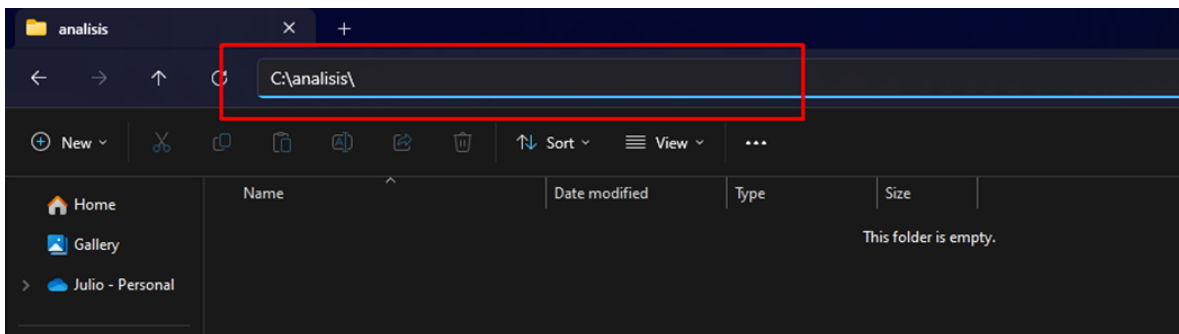 analisis
C:\analisis\
New Sort View
Name Date modified Type Size
Home
This folder is empty.
Gallery
Julio - Personal